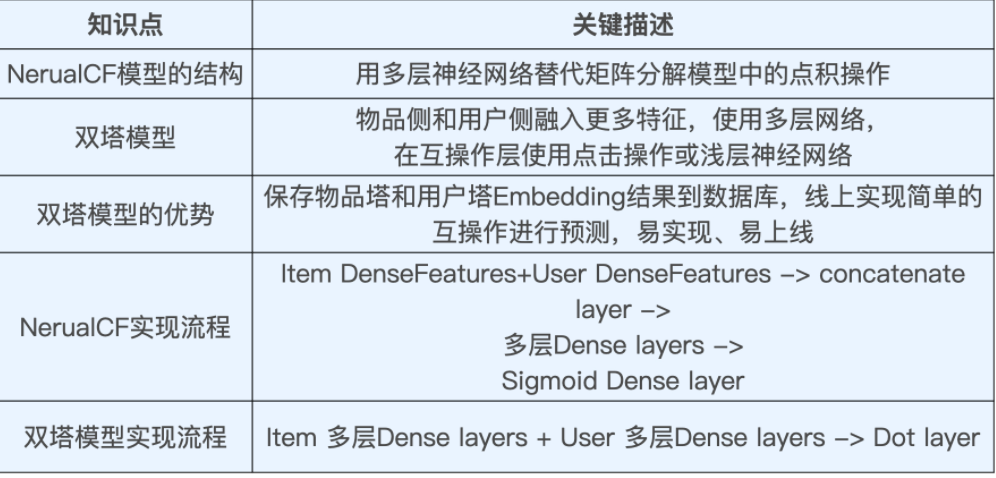 知识点
关键描述
NerualCF模型的结构
用多层神经网络替代矩阵分解模型中的点积操作
双塔模型
物品侧和用户侧融入更多特征，使用多层网络，
在互操作层使用点击操作或浅层神经网络
双塔模型的优势
保存物品塔和用户塔Embedding结果到数据库，线上实现简单的
互操作进行预测，易实现、易上线
NerualCF实现流程
Item DenseFeatures+User DenseFeatures -> concatenate
layer ->
多层Dense layers ->
Sigmoid Dense layer
双塔模型实现流程
Item 多层Dense layers + User 多层Dense layers -> Dot layer